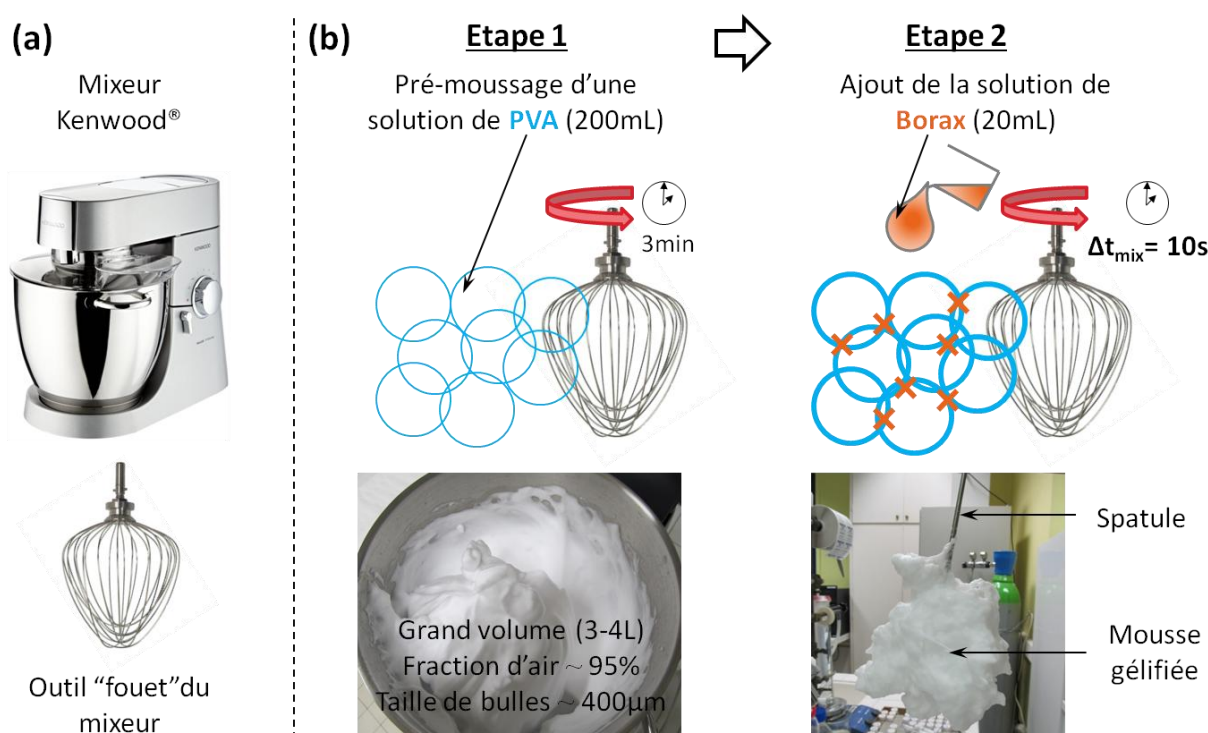 (a)
Mixeur
Kenwood®
KENWOOD
Outil “fouet”du
mixeur
(b)
Etape 1
Pré-moussage d’une
solution de PVA (200mL)
3min
Grand volume (3-4L)
Fraction d’air ~ 95%
Taille de bulles ~ 400µm
Etape 2
Ajout de la solution de
Borax (20mL)
Δtmix= 10s
Spatule
Mousse
gélifiée